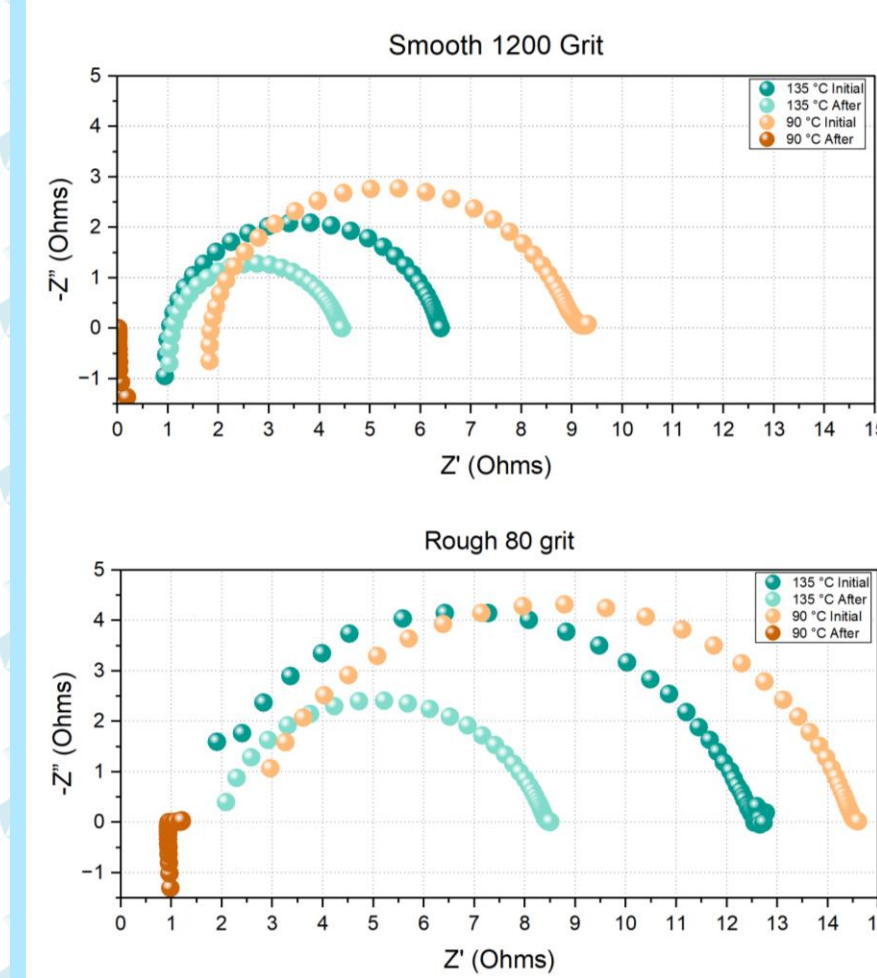 Smooth 1200 Grit
5
4
3
2
1
0
−1
-Z" (Ohms)
135 °C Initial
135 °C After
90 °C Initial
90 °C After
0 1 2 3 4 5 6 7 8 9 10 11 12 13 14 15
Z' (Ohms)
Rough 80 grit
5
4
3
2
1
0
−1
-Z" (Ohms)
135 °C Initial
135 °C After
90 °C Initial
90 °C After
0 1 2 3 4 5 6 7 8 9 10 11 12 13 14
Z' (Ohms)